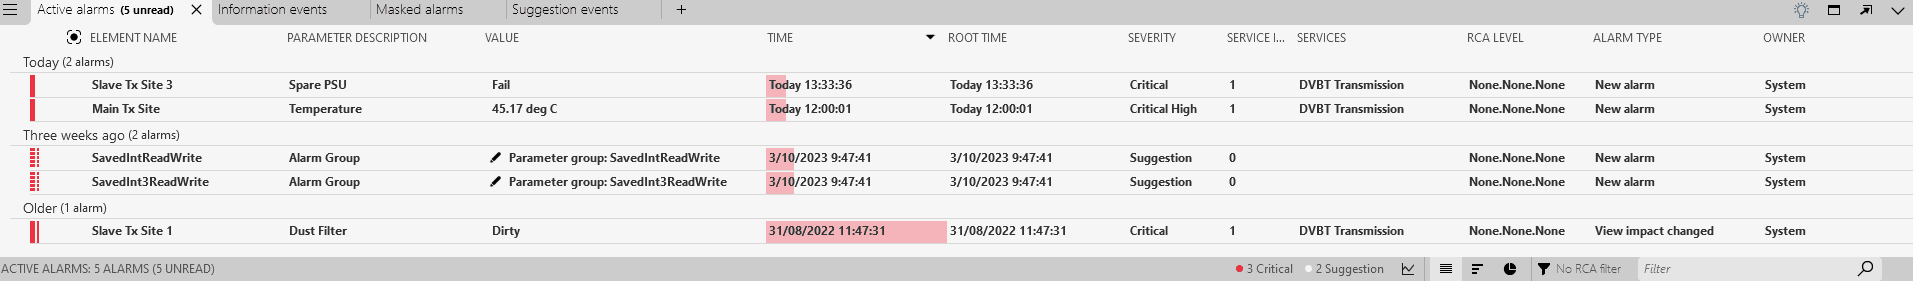 Active alarms (5 unread) Information events Masked alarms Suggestion events
ELEMENT NAME PARAMETER DESCRIPTION VALUE TIME ROOT TIME SEVERITY SERVICE I... SERVICES RCA LEVEL ALARM TYPE OWNER
Today (2 alarms)
Slave Tx Site 3 Spare PSU Fail Today 13:33:36 Today 13:33:36 Critical 1 DVBT Transmission None.None.None New alarm System
Main Tx Site Temperature 45.17 deg C Today 12:00:01 Today 12:00:01 Critical High 1 DVBT Transmission None.None.None New alarm System
Three weeks ago (2 alarms)
SavedIntReadWrite Alarm Group Parameter group: SavedIntReadWrite 3/10/2023 9:47:41 3/10/2023 9:47:41 Suggestion 0 None.None.None New alarm System
SavedInt3ReadWrite Alarm Group Parameter group: SavedInt3ReadWrite 3/10/2023 9:47:41 3/10/2023 9:47:41 Suggestion 0 None.None.None New alarm System
Older (1 alarm)
Slave Tx Site 1 Dust Filter Dirty 31/08/2022 11:47:31 31/08/2022 11:47:31 Critical 1 DVBT Transmission None.None.None View impact changed System
ACTIVE ALARMS: 5 ALARMS (5 UNREAD) 3 Critical 2 Suggestion No RCA filter Filter